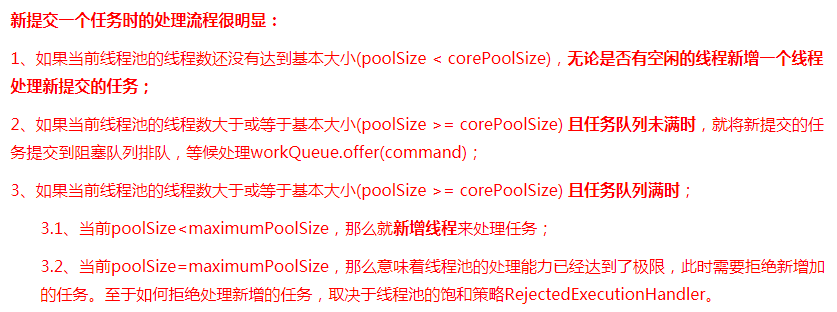 新提交一个任务时的处理流程很明显：
1、如果当前线程池的线程数还没有达到基本大小(poolSize < corePoolSize)，无论是否有空闲的线程新增一个线程
处理新提交的任务；
2、如果当前线程池的线程数大于或等于基本大小(poolSize >= corePoolSize) 且任务队列未满时，就将新提交的任
务提交到阻塞队列排队，等候处理workQueue.offer(command)；
3、如果当前线程池的线程数大于或等于基本大小(poolSize >= corePoolSize) 且任务队列满时；
3.1、当前poolSize<maximumPoolSize，那么就新增线程来处理任务；
3.2、当前poolSize=maximumPoolSize，那么意味着线程池的处理能力已经达到了极限，此时需要拒绝新增加
的任务。至于如何拒绝处理新增的任务，取决于线程池的饱和策略RejectedExecutionHandler。